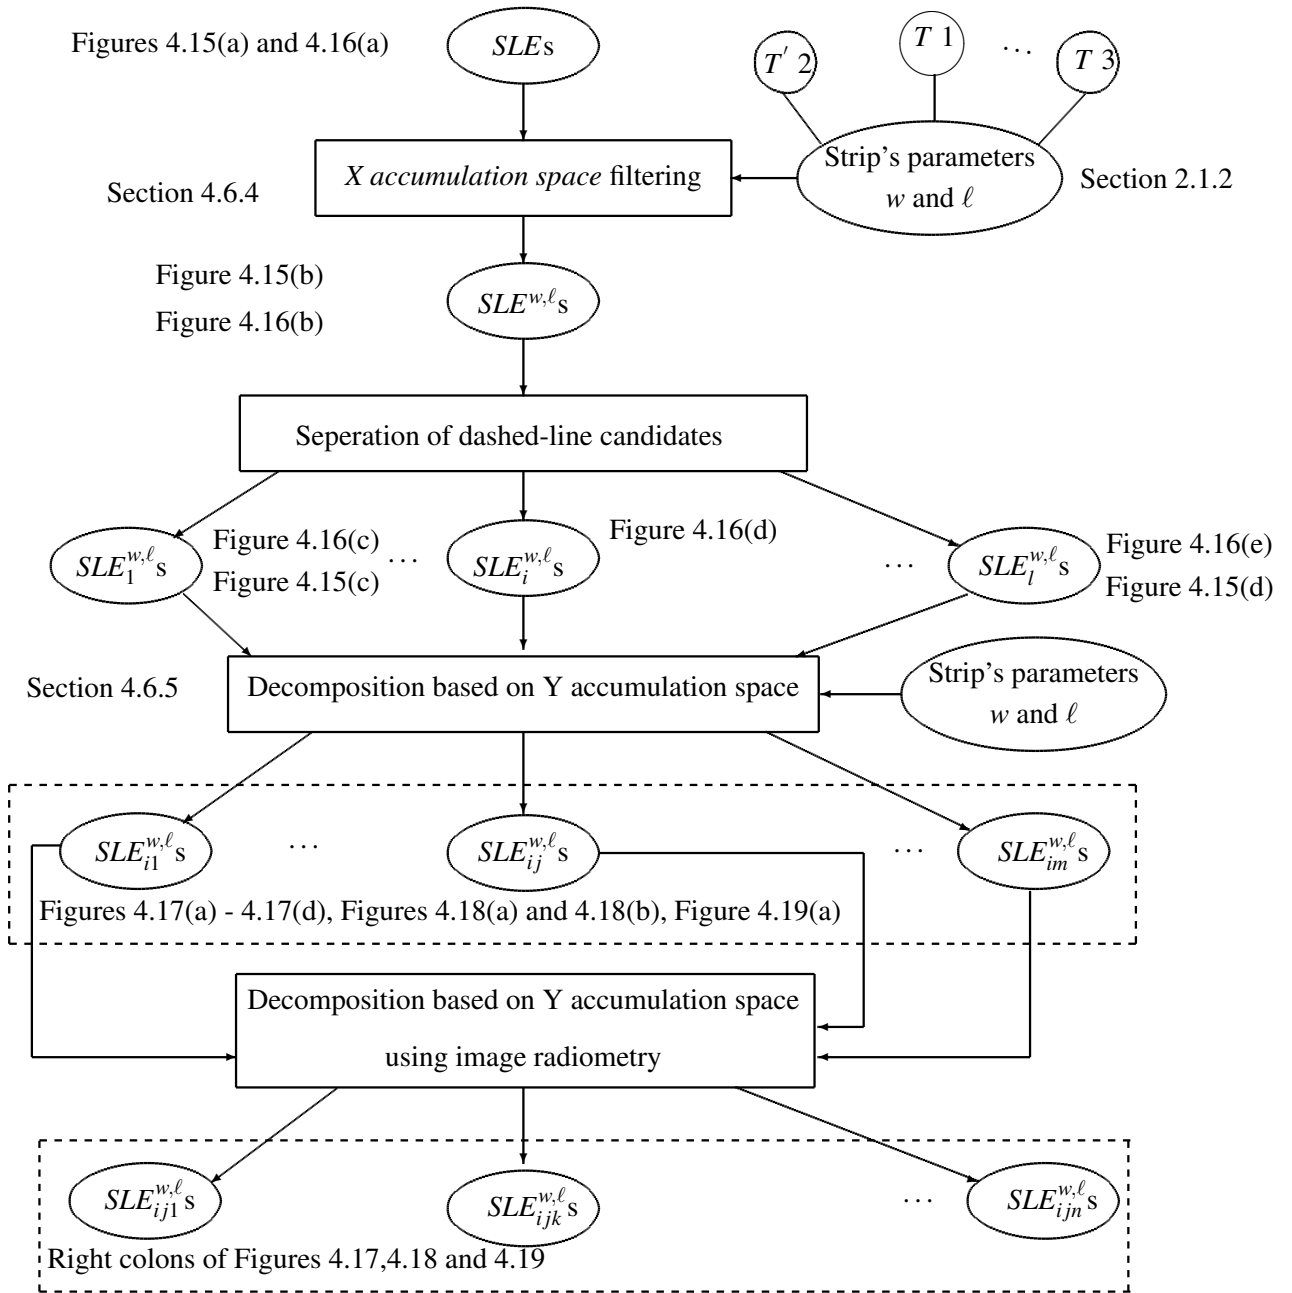 Figures 4.15(a) and 4.16(a)
SLEs
T' 2
T 1
...
T 3
Strip's parameters
w and ℓ
Section 2.1.2
X accumulation space filtering
Section 4.6.4
Figure 4.15(b)
Figure 4.16(b)
SLE^{w,ℓ}s
Seperation of dashed-line candidates
SLE_1^{w,ℓ}s
Figure 4.16(c)
Figure 4.15(c)
...
SLE_i^{w,ℓ}s
Figure 4.16(d)
...
SLE_l^{w,ℓ}s
Figure 4.16(e)
Figure 4.15(d)
Section 4.6.5
Decomposition based on Y accumulation space
Strip's parameters
w and ℓ
SLE_{i1}^{w,ℓ}s
...
SLE_{ij}^{w,ℓ}s
...
SLE_{im}^{w,ℓ}s
Figures 4.17(a) - 4.17(d), Figures 4.18(a) and 4.18(b), Figure 4.19(a)
Decomposition based on Y accumulation space
using image radiometry
SLE_{ij1}^{w,ℓ}s
SLE_{ijk}^{w,ℓ}s
...
SLE_{ijn}^{w,ℓ}s
Right colons of Figures 4.17,4.18 and 4.19